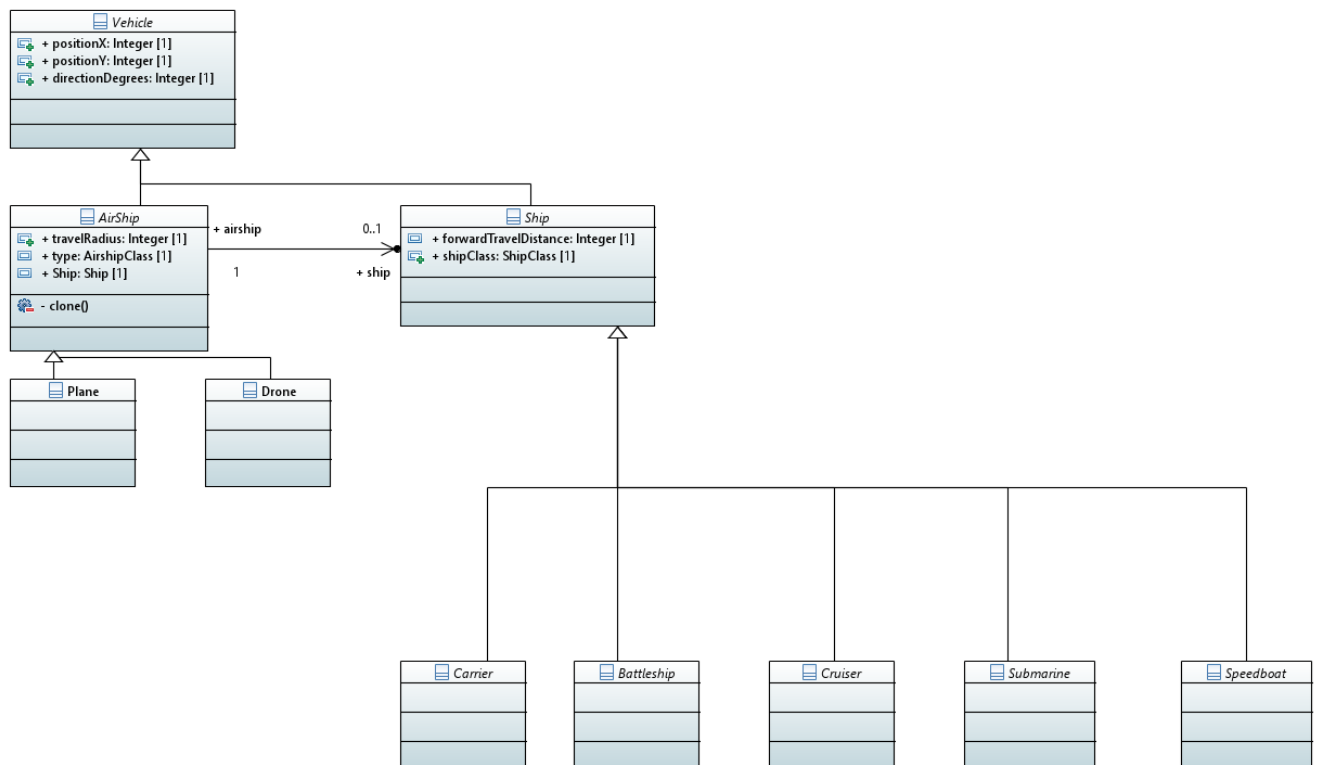 Vehicle
+ positionX: Integer [1]
+ positionY: Integer [1]
+ directionDegrees: Integer [1]
AirShip
+ travelRadius: Integer [1]
+ type: AirshipClass [1]
+ Ship: Ship [1]
- clone()
+ airship
0..1
1
+ ship
Ship
+ forwardTravelDistance: Integer [1]
+ shipClass: ShipClass [1]
Plane
Drone
Carrier
Battleship
Cruiser
Submarine
Speedboat